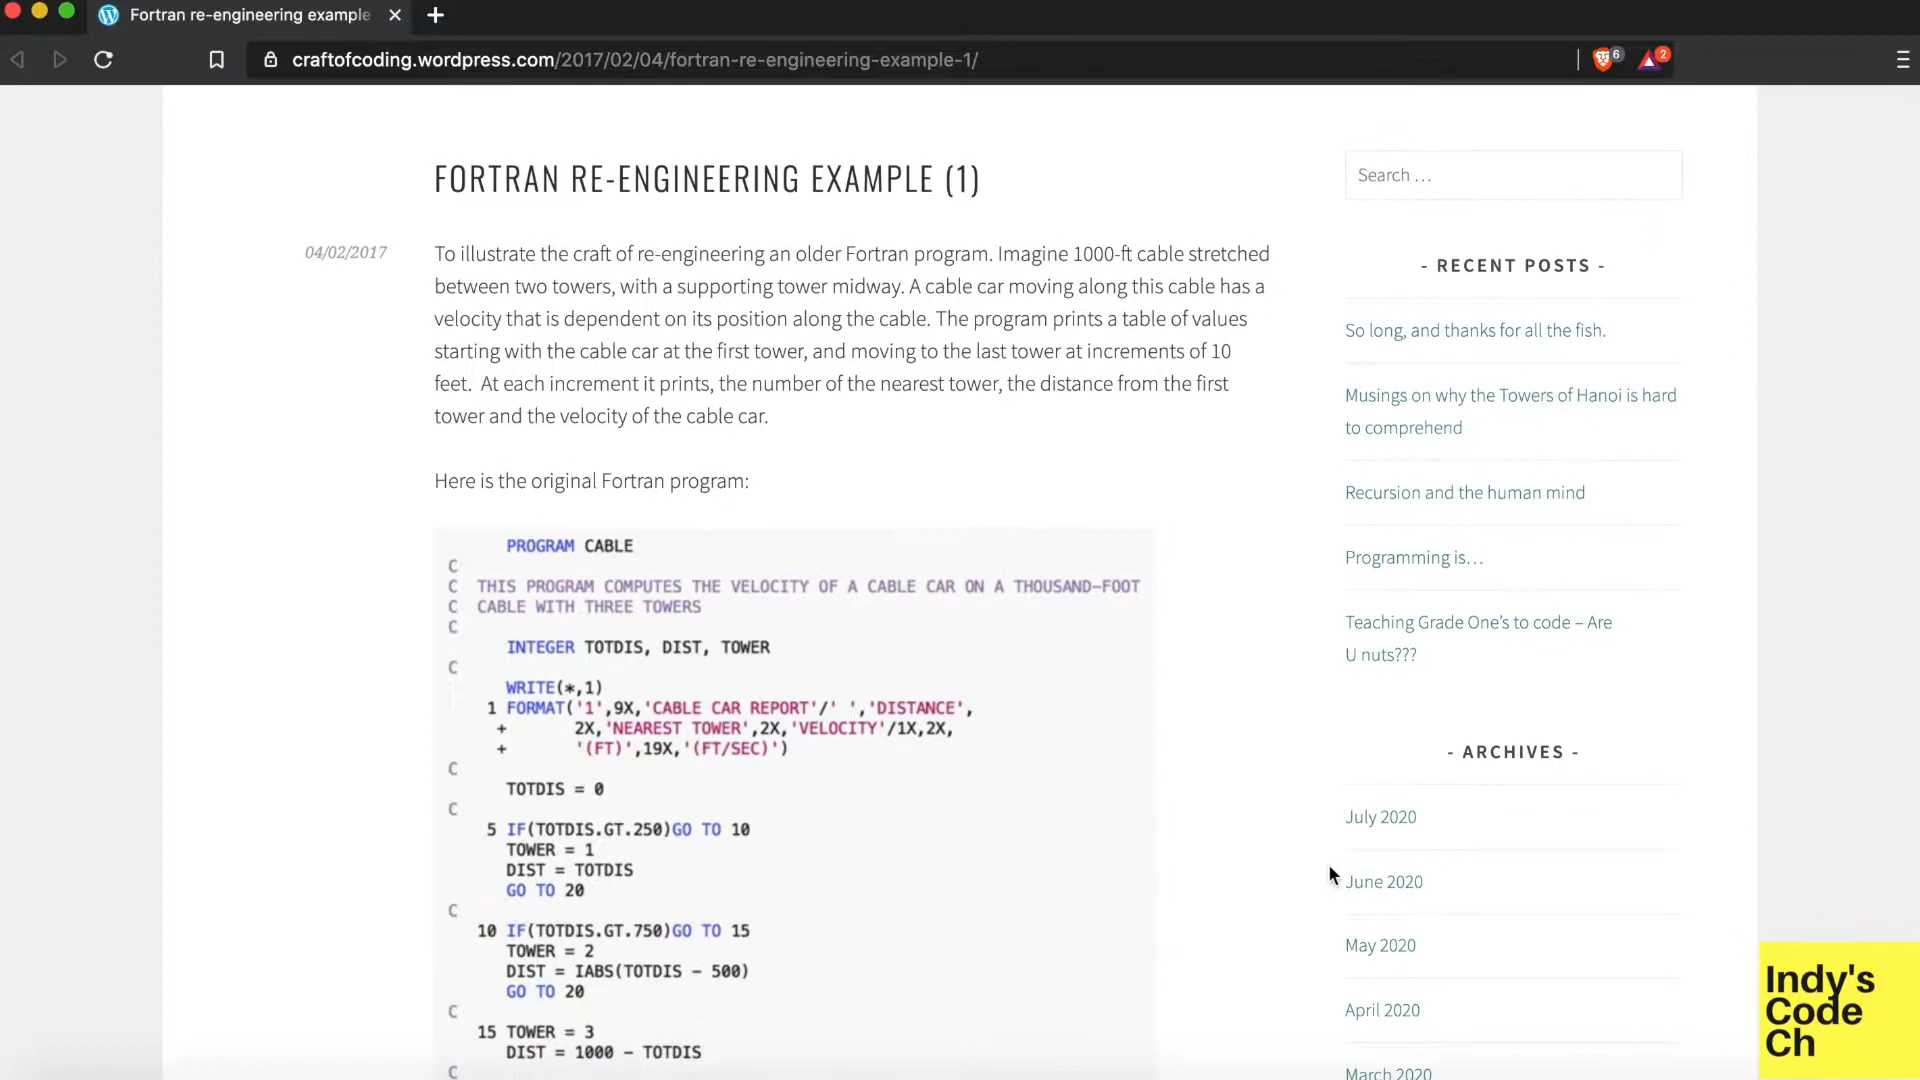 Fortran re-engineering example
craftofcoding.wordpress.com/2017/02/04/fortran-re-engineering-example-1/
6
2
FORTRAN RE-ENGINEERING EXAMPLE (1)
04/02/2017
To illustrate the craft of re-engineering an older Fortran program. Imagine 1000-ft cable stretched
between two towers, with a supporting tower midway. A cable car moving along this cable has a
velocity that is dependent on its position along the cable. The program prints a table of values
starting with the cable car at the first tower, and moving to the last tower at increments of 10
feet.  At each increment it prints, the number of the nearest tower, the distance from the first
tower and the velocity of the cable car.
Here is the original Fortran program:
PROGRAM CABLE
C
C  THIS PROGRAM COMPUTES THE VELOCITY OF A CABLE CAR ON A THOUSAND-FOOT
C  CABLE WITH THREE TOWERS
C
INTEGER TOTDIS, DIST, TOWER
C
WRITE(*,1)
1 FORMAT('1',9X,'CABLE CAR REPORT'/' ','DISTANCE',
+       2X,'NEAREST TOWER',2X,'VELOCITY'/1X,2X,
+       '(FT)',19X,'(FT/SEC)')
C
TOTDIS = 0
C
5 IF(TOTDIS.GT.250)GO TO 10
TOWER = 1
DIST = TOTDIS
GO TO 20
C
10 IF(TOTDIS.GT.750)GO TO 15
TOWER = 2
DIST = IABS(TOTDIS - 500)
GO TO 20
C
15 TOWER = 3
DIST = 1000 - TOTDIS
C
Search …
- RECENT POSTS -
So long, and thanks for all the fish.
Musings on why the Towers of Hanoi is hard
to comprehend
Recursion and the human mind
Programming is…
Teaching Grade One's to code – Are
U nuts???
- ARCHIVES -
July 2020
June 2020
May 2020
April 2020
March 2020
Indy's
Code
Ch